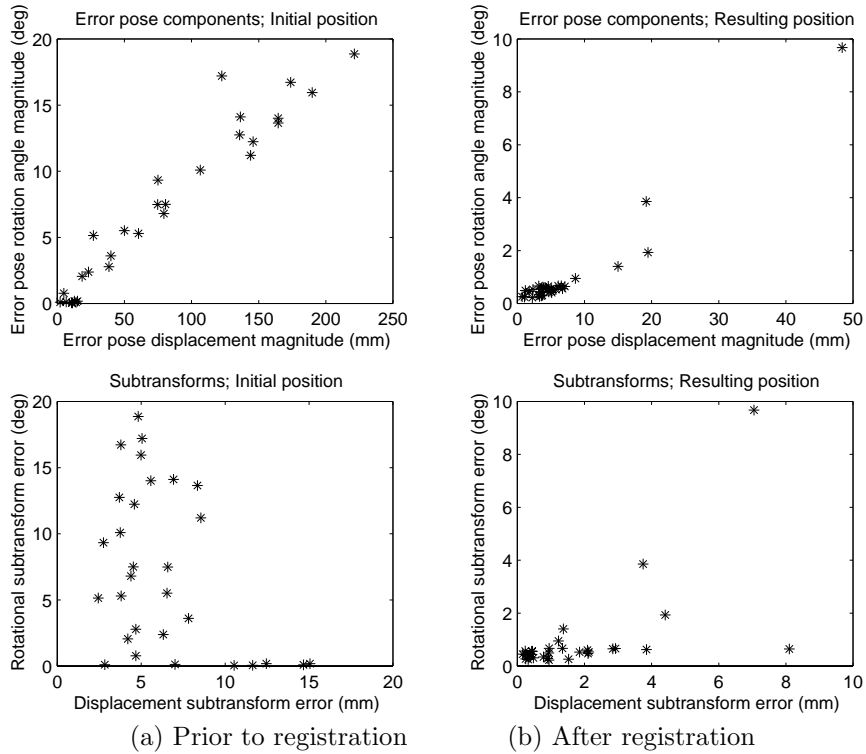 Error pose components; Initial position
Error pose rotation angle magnitude (deg)
20
15
10
5
0
0 50 100 150 200 250
Error pose displacement magnitude (mm)
Error pose components; Resulting position
Error pose rotation angle magnitude (deg)
10
8
6
4
2
0
0 10 20 30 40 50
Error pose displacement magnitude (mm)
Subtransforms; Initial position
Rotational subtransform error (deg)
20
15
10
5
0
0 5 10 15 20
Displacement subtransform error (mm)
Subtransforms; Resulting position
Rotational subtransform error (deg)
10
8
6
4
2
0
0 2 4 6 8 10
Displacement subtransform error (mm)
(a) Prior to registration
(b) After registration